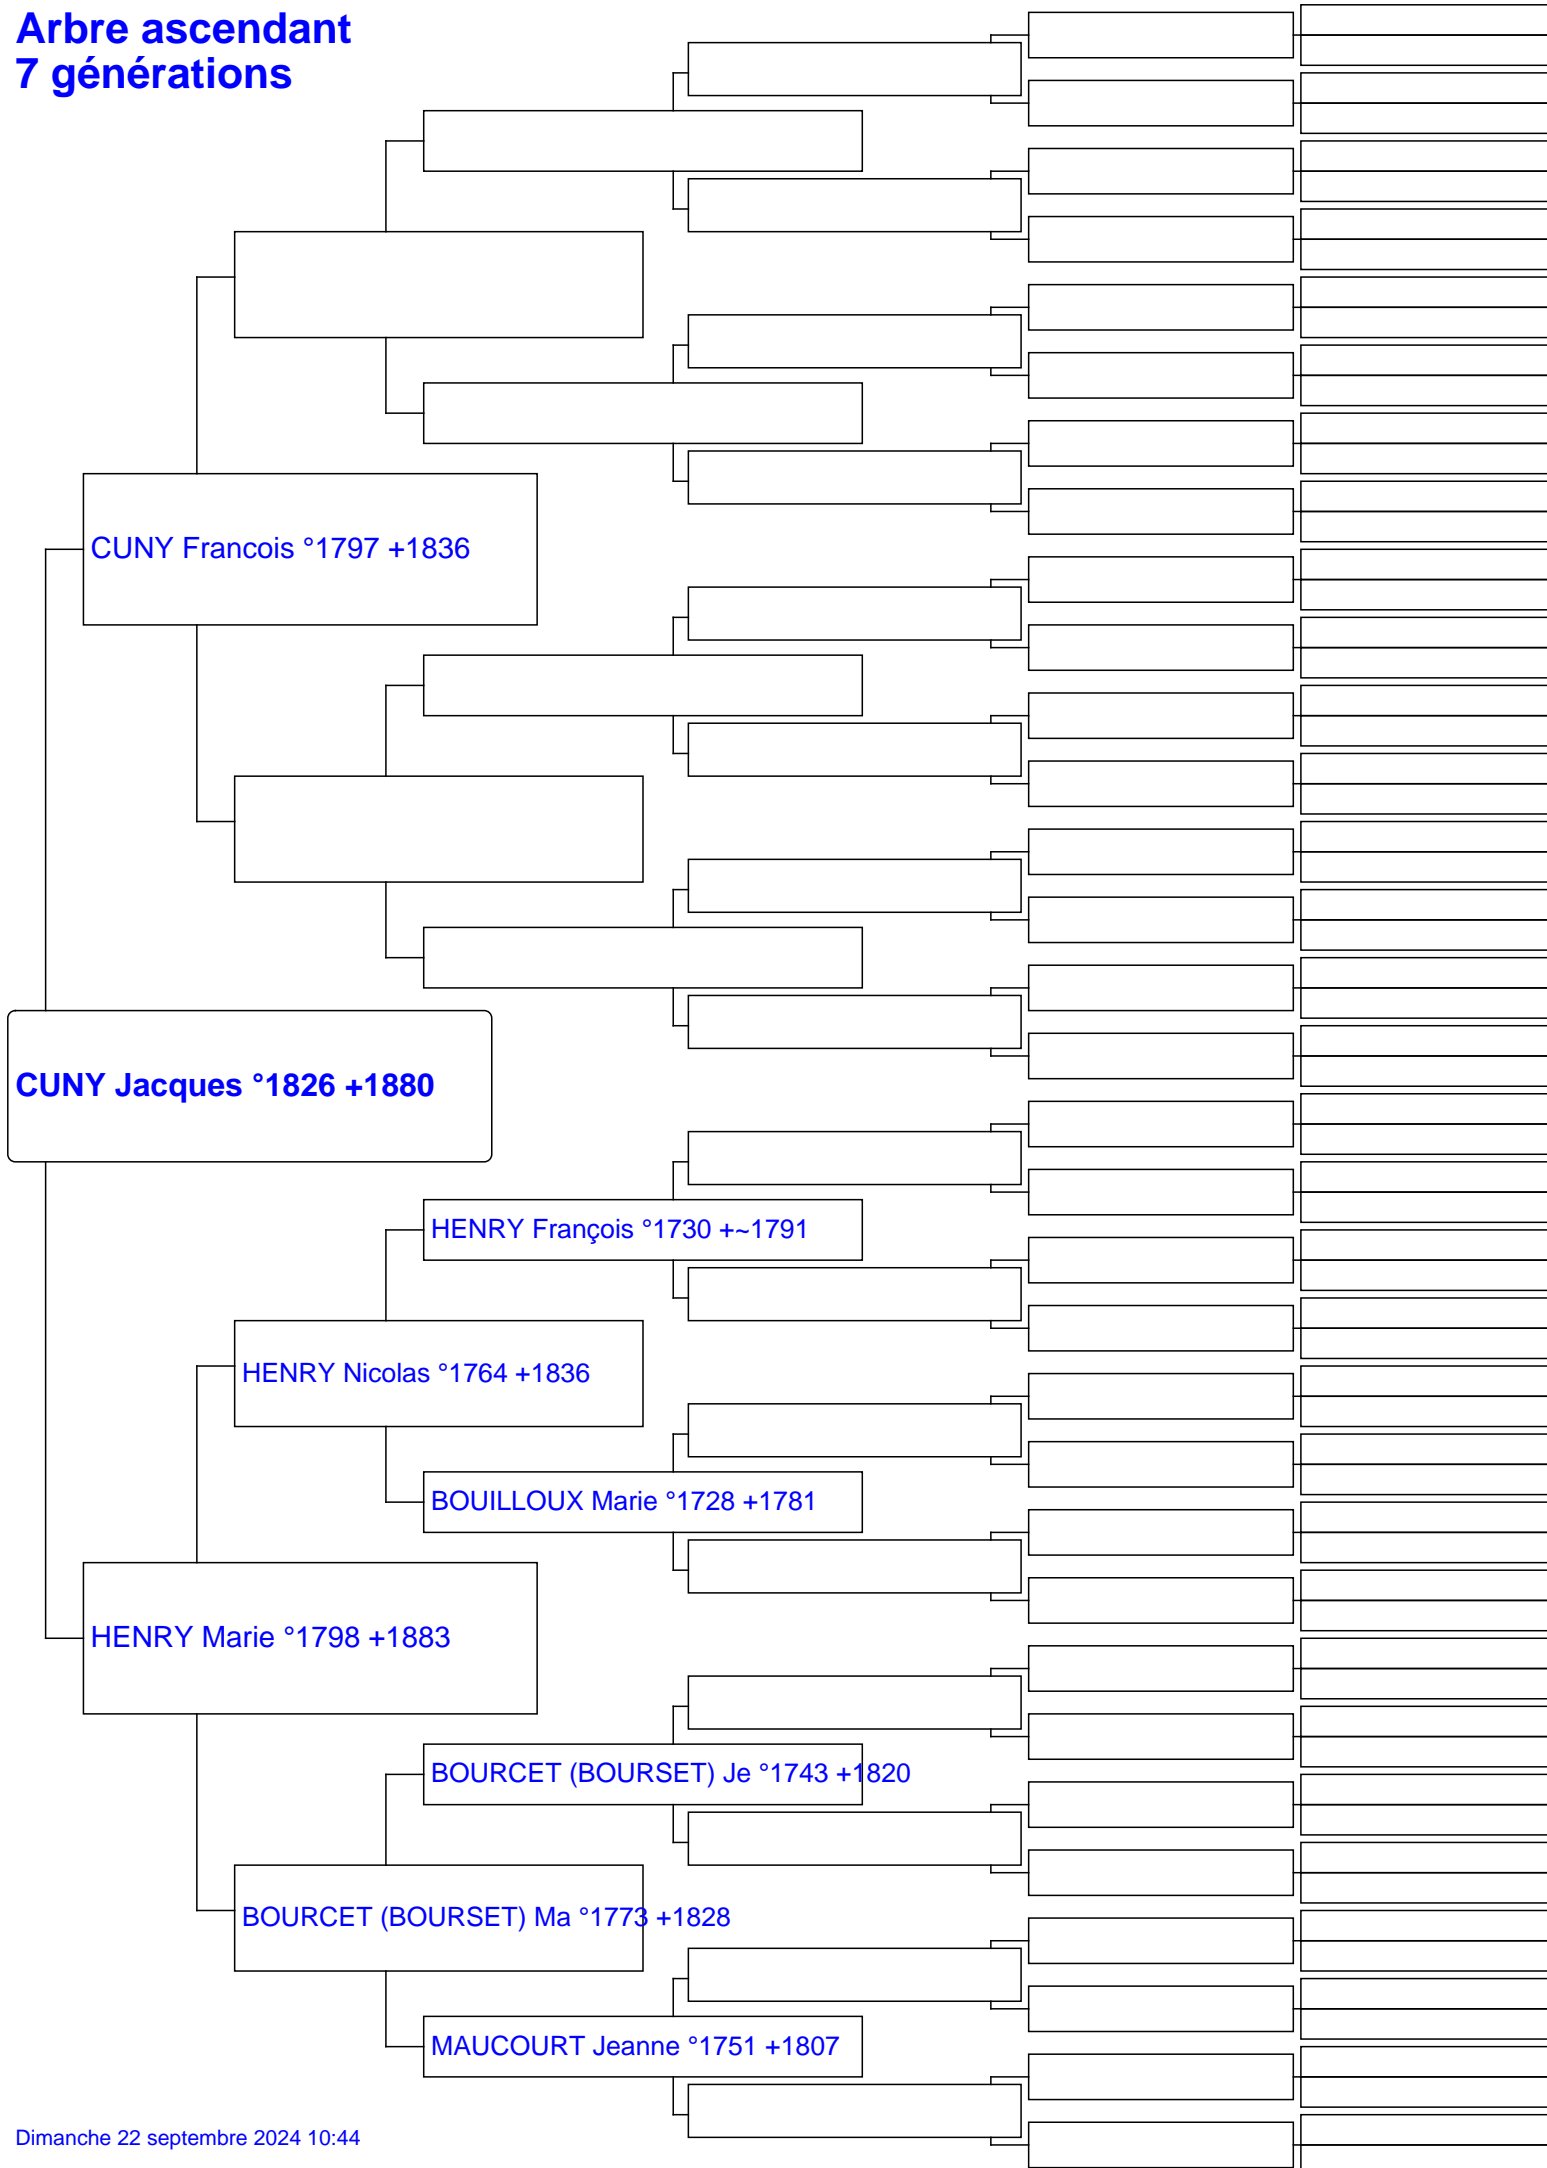 Arbre ascendant
7 générations
CUNY Francois °1797 +1836
CUNY Jacques °1826 +1880
HENRY François °1730 +~1791
HENRY Nicolas °1764 +1836
BOUILLOUX Marie °1728 +1781
HENRY Marie °1798 +1883
BOURCET (BOURSET) Je °1743 +1820
BOURCET (BOURSET) Ma °1773 +1828
MAUCOURT Jeanne °1751 +1807
Dimanche 22 septembre 2024 10:44